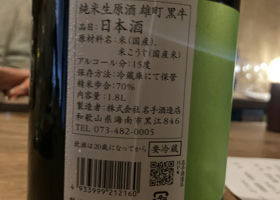 純米生原酒 雄町 黒牛
品目：日本酒
原材料名：米（国産）、
米こうじ（国産米）
アルコール分：15度
保存方法：冷蔵庫にて保管
精米歩合：70％
内容量：1.8L
製造者：株式会社名手酒造店
和歌山県海南市黒江846
TEL 073-482-0005
飲酒は20歳になってから
要冷蔵
4 933999 212160